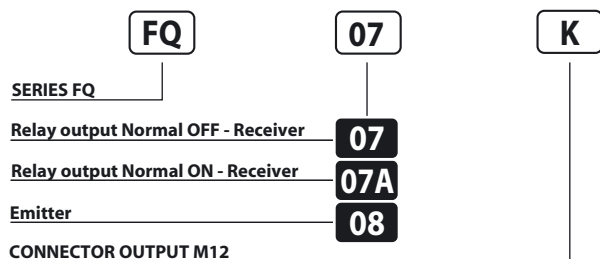 FQ 07 K
SERIES FQ
Relay output Normal OFF - Receiver 07
Relay output Normal ON - Receiver 07A
Emitter 08
CONNECTOR OUTPUT M12